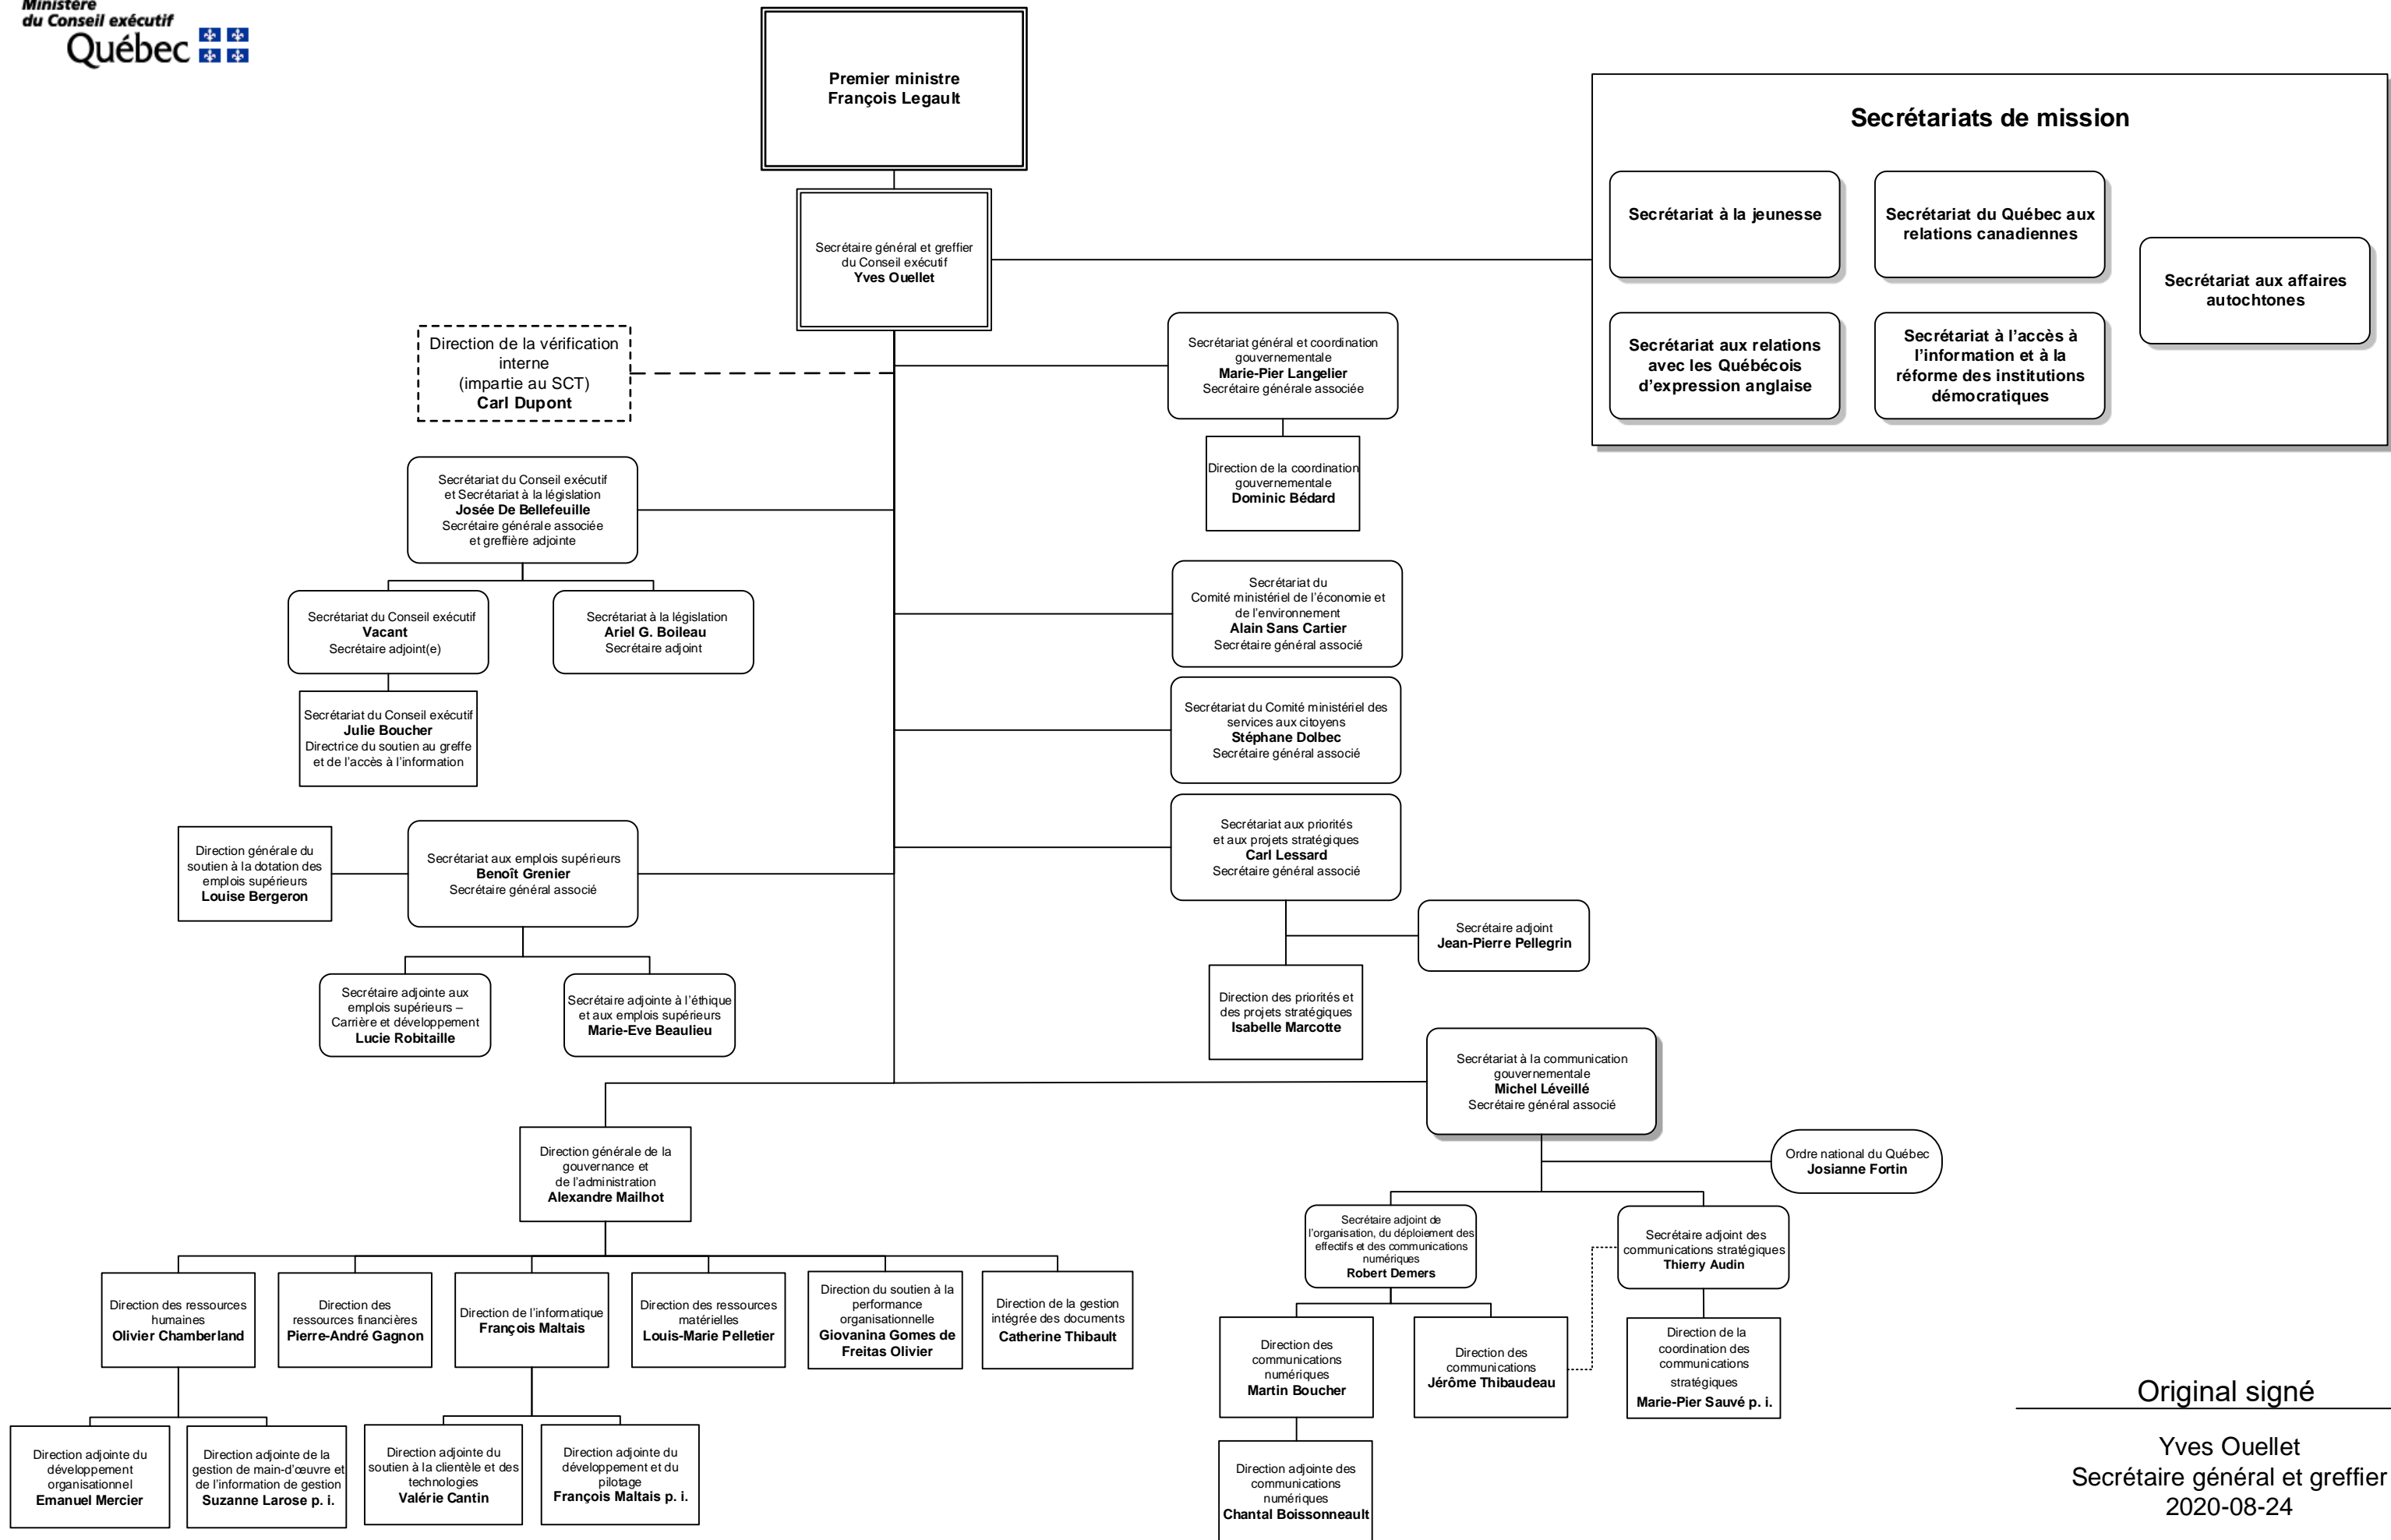 Ministère
du Conseil exécutif
Québec
Premier ministre
François Legault
Secrétaire général et greffier
du Conseil exécutif
Yves Ouellet
Secrétariats de mission
Secrétariat à la jeunesse
Secrétariat du Québec aux
relations canadiennes
Secrétariat aux affaires
autochtones
Secrétariat aux relations
avec les Québécois
d’expression anglaise
Secrétariat à l’accès à
l’information et à la
réforme des institutions
démocratiques
Direction de la vérification
interne
(impartie au SCT)
Carl Dupont
Secrétariat général et coordination
gouvernementale
Marie-Pier Langelier
Secrétaire générale associée
Direction de la coordination
gouvernementale
Dominic Bédard
Secrétariat du Conseil exécutif
et Secrétariat à la législation
Josée De Bellefeuille
Secrétaire générale associée
et greffière adjointe
Secrétariat du Conseil exécutif
Vacant
Secrétaire adjoint(e)
Secrétariat à la législation
Ariel G. Boileau
Secrétaire adjoint
Secrétariat du Conseil exécutif
Julie Boucher
Directrice du soutien au greffe
et de l’accès à l’information
Secrétariat du
Comité ministériel de l’économie et
de l’environnement
Alain Sans Cartier
Secrétaire général associé
Secrétariat du Comité ministériel des
services aux citoyens
Stéphane Dolbec
Secrétaire général associé
Secrétariat aux priorités
et aux projets stratégiques
Carl Lessard
Secrétaire général associé
Secrétaire adjoint
Jean-Pierre Pellegrin
Direction des priorités et
des projets stratégiques
Isabelle Marcotte
Direction générale du
soutien à la dotation des
emplois supérieurs
Louise Bergeron
Secrétariat aux emplois supérieurs
Benoît Grenier
Secrétaire général associé
Secrétaire adjointe aux
emplois supérieurs –
Carrière et développement
Lucie Robitaille
Secrétaire adjointe à l’éthique
et aux emplois supérieurs
Marie-Eve Beaulieu
Secrétariat à la communication
gouvernementale
Michel Léveillé
Secrétaire général associé
Ordre national du Québec
Josianne Fortin
Direction générale de la
gouvernance et
de l’administration
Alexandre Mailhot
Secrétaire adjoint de
l’organisation, du déploiement des
effectifs et des communications
numériques
Robert Demers
Secrétaire adjoint des
communications stratégiques
Thierry Audin
Direction des ressources
humaines
Olivier Chamberland
Direction des
ressources financières
Pierre-André Gagnon
Direction de l’informatique
François Maltais
Direction des ressources
matérielles
Louis-Marie Pelletier
Direction du soutien à la
performance
organisationnelle
Giovanina Gomes de
Freitas Olivier
Direction de la gestion
intégrée des documents
Catherine Thibault
Direction des
communications
numériques
Martin Boucher
Direction des
communications
Jérôme Thibaudeau
Direction de la
coordination des
communications
stratégiques
Marie-Pier Sauvé p. i.
Direction adjointe du
développement
organisationnel
Emanuel Mercier
Direction adjointe de la
gestion de main-d’œuvre et
de l’information de gestion
Suzanne Larose p. i.
Direction adjointe du
soutien à la clientèle et des
technologies
Valérie Cantin
Direction adjointe du
développement et du
pilotage
François Maltais p. i.
Direction adjointe des
communications
numériques
Chantal Boissonneault
Original signé
Yves Ouellet
Secrétaire général et greffier
2020-08-24